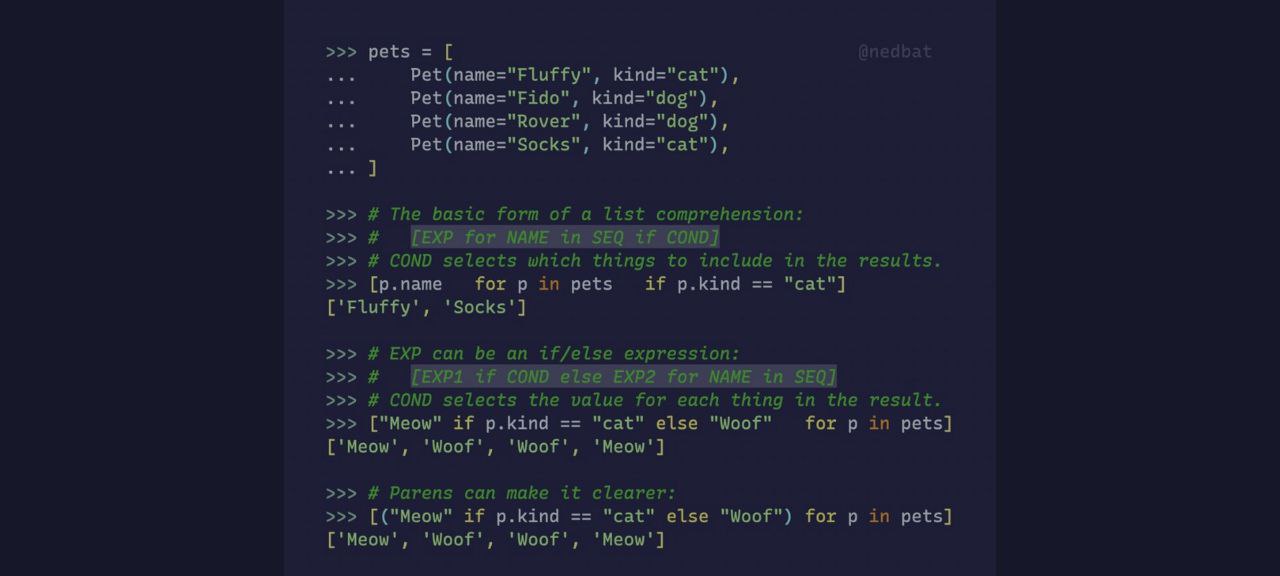 >>> pets = [
@nedbat
...     Pet(name="Fluffy", kind="cat"),
...     Pet(name="Fido", kind="dog"),
...     Pet(name="Rover", kind="dog"),
...     Pet(name="Socks", kind="cat"),
... ]
>>> # The basic form of a list comprehension:
>>> #   [EXP for NAME in SEQ if COND]
>>> # COND selects which things to include in the results.
>>> [p.name   for p in pets   if p.kind == "cat"]
['Fluffy', 'Socks']
>>> # EXP can be an if/else expression:
>>> #   [EXP1 if COND else EXP2 for NAME in SEQ]
>>> # COND selects the value for each thing in the result.
>>> ["Meow" if p.kind == "cat" else "Woof"   for p in pets]
['Meow', 'Woof', 'Woof', 'Meow']
>>> # Parens can make it clearer:
>>> [("Meow" if p.kind == "cat" else "Woof") for p in pets]
['Meow', 'Woof', 'Woof', 'Meow']